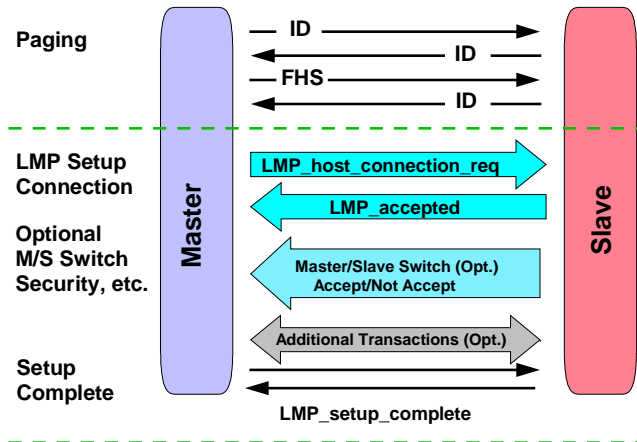 Paging
ID
ID
FHS
ID
LMP Setup
Connection
LMP_host_connection_req
LMP_accepted
Optional
M/S Switch
Security, etc.
Master/Slave Switch (Opt.)
Accept/Not Accept
Additional Transactions (Opt.)
Setup
Complete
LMP_setup_complete
Master
Slave